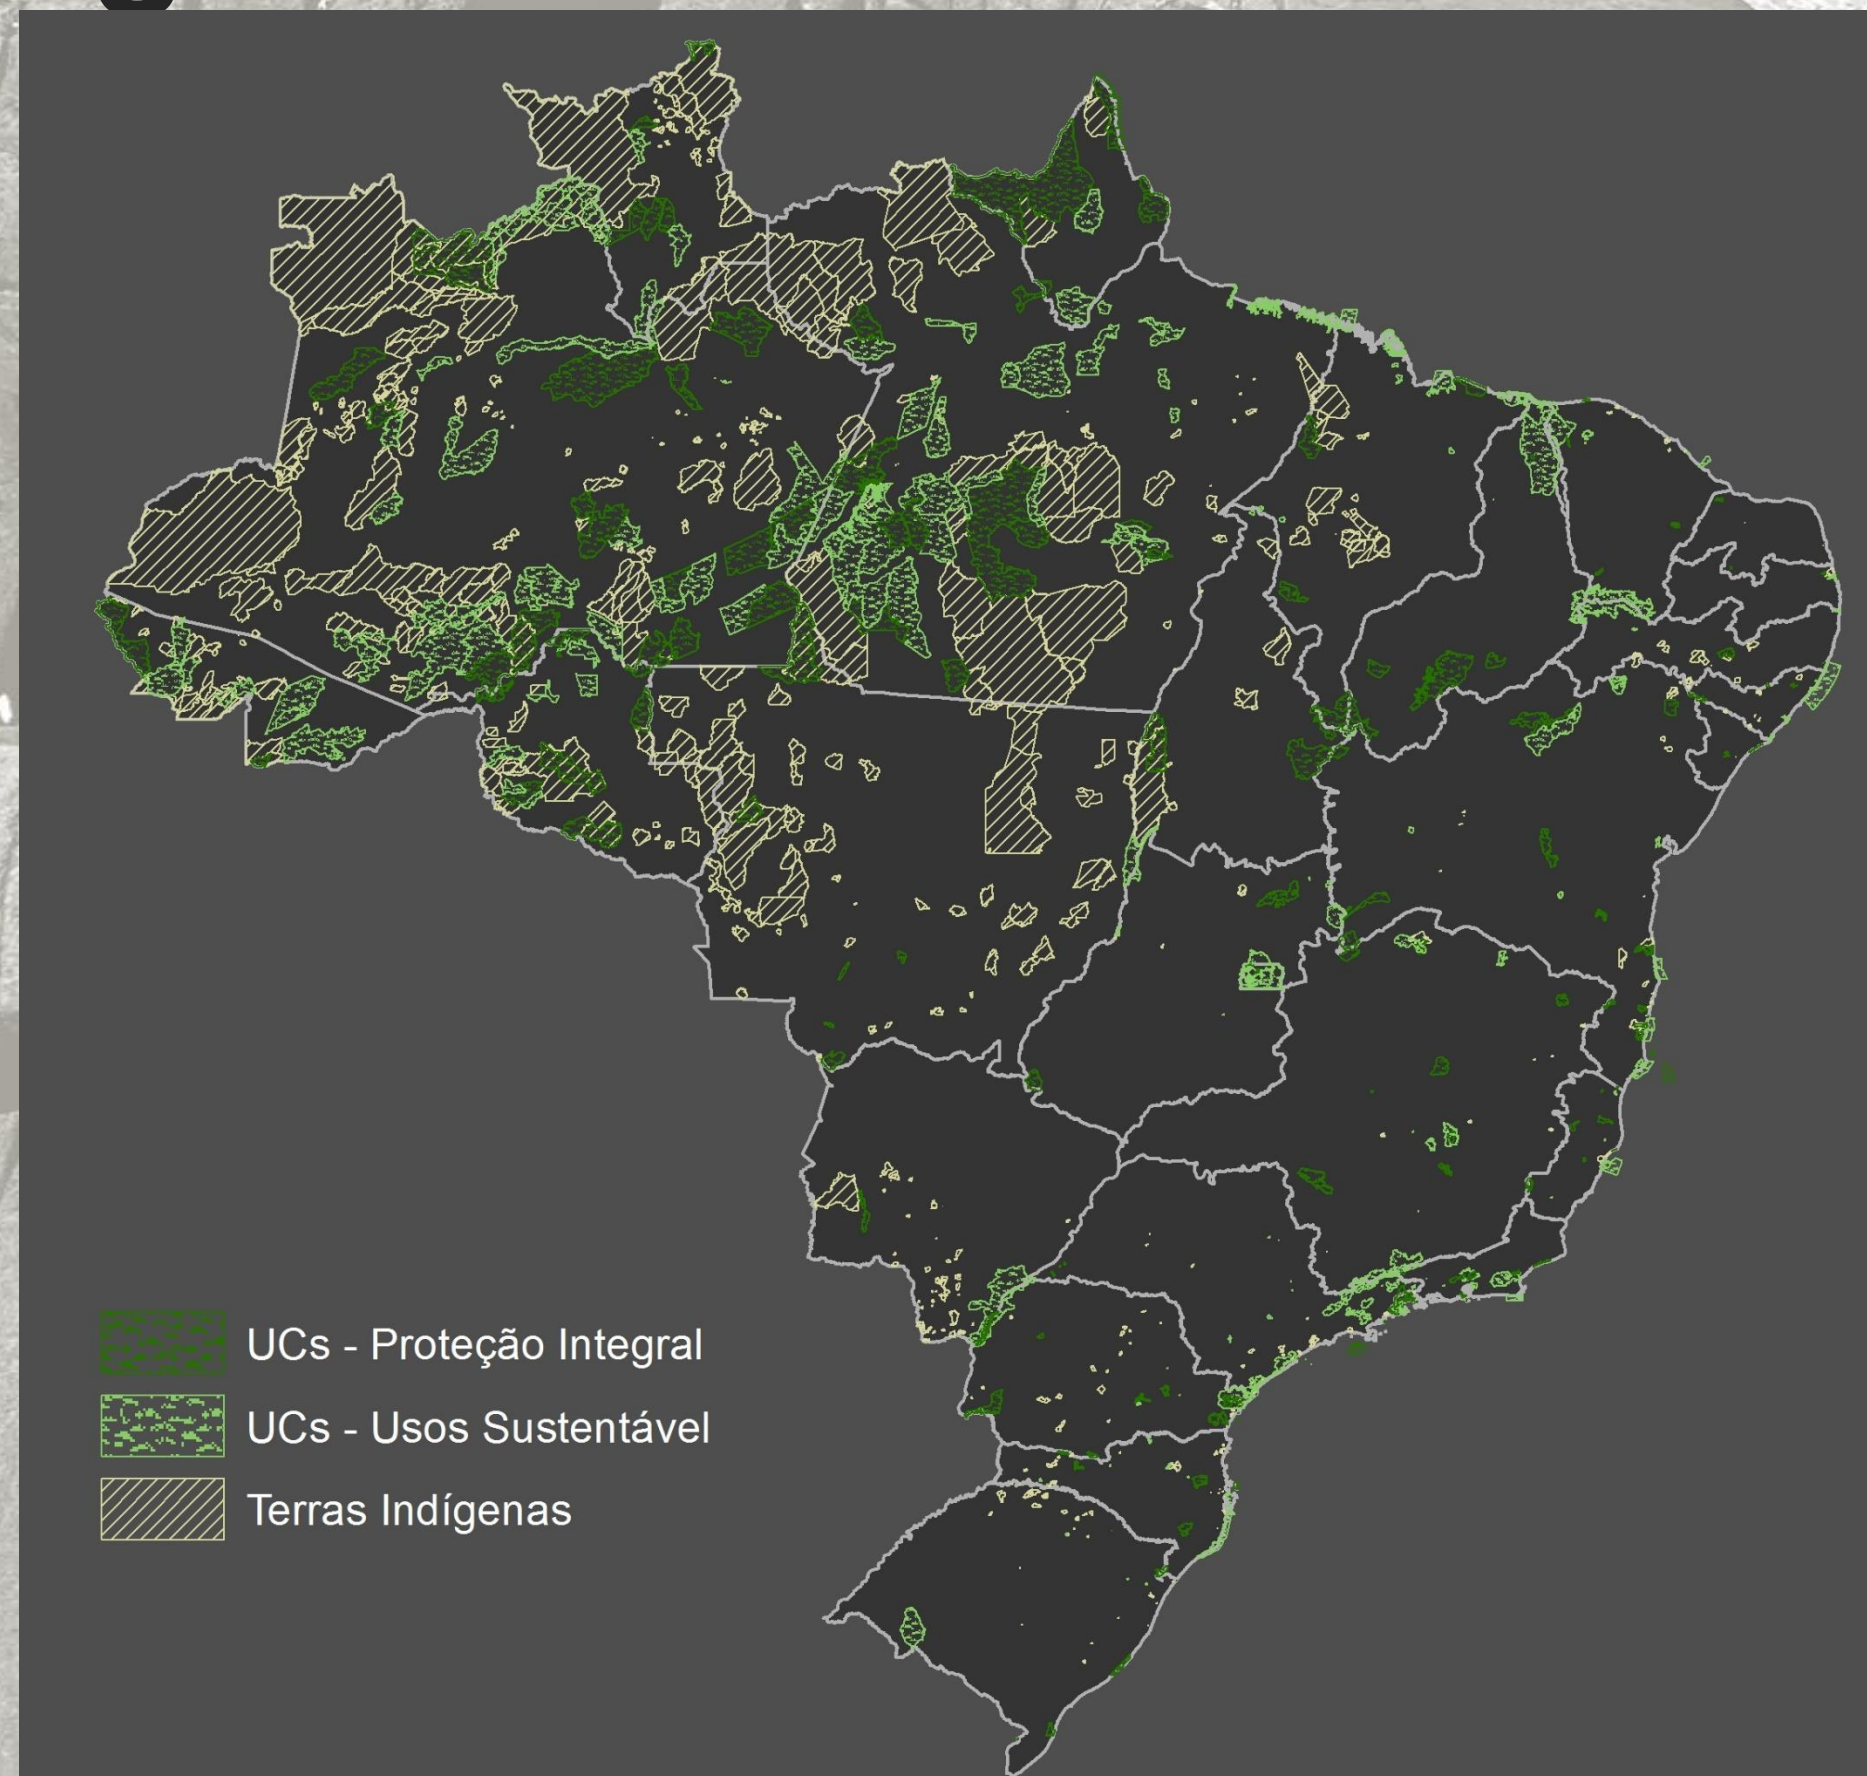 UCs - Proteção Integral
UCs - Usos Sustentável
Terras Indígenas